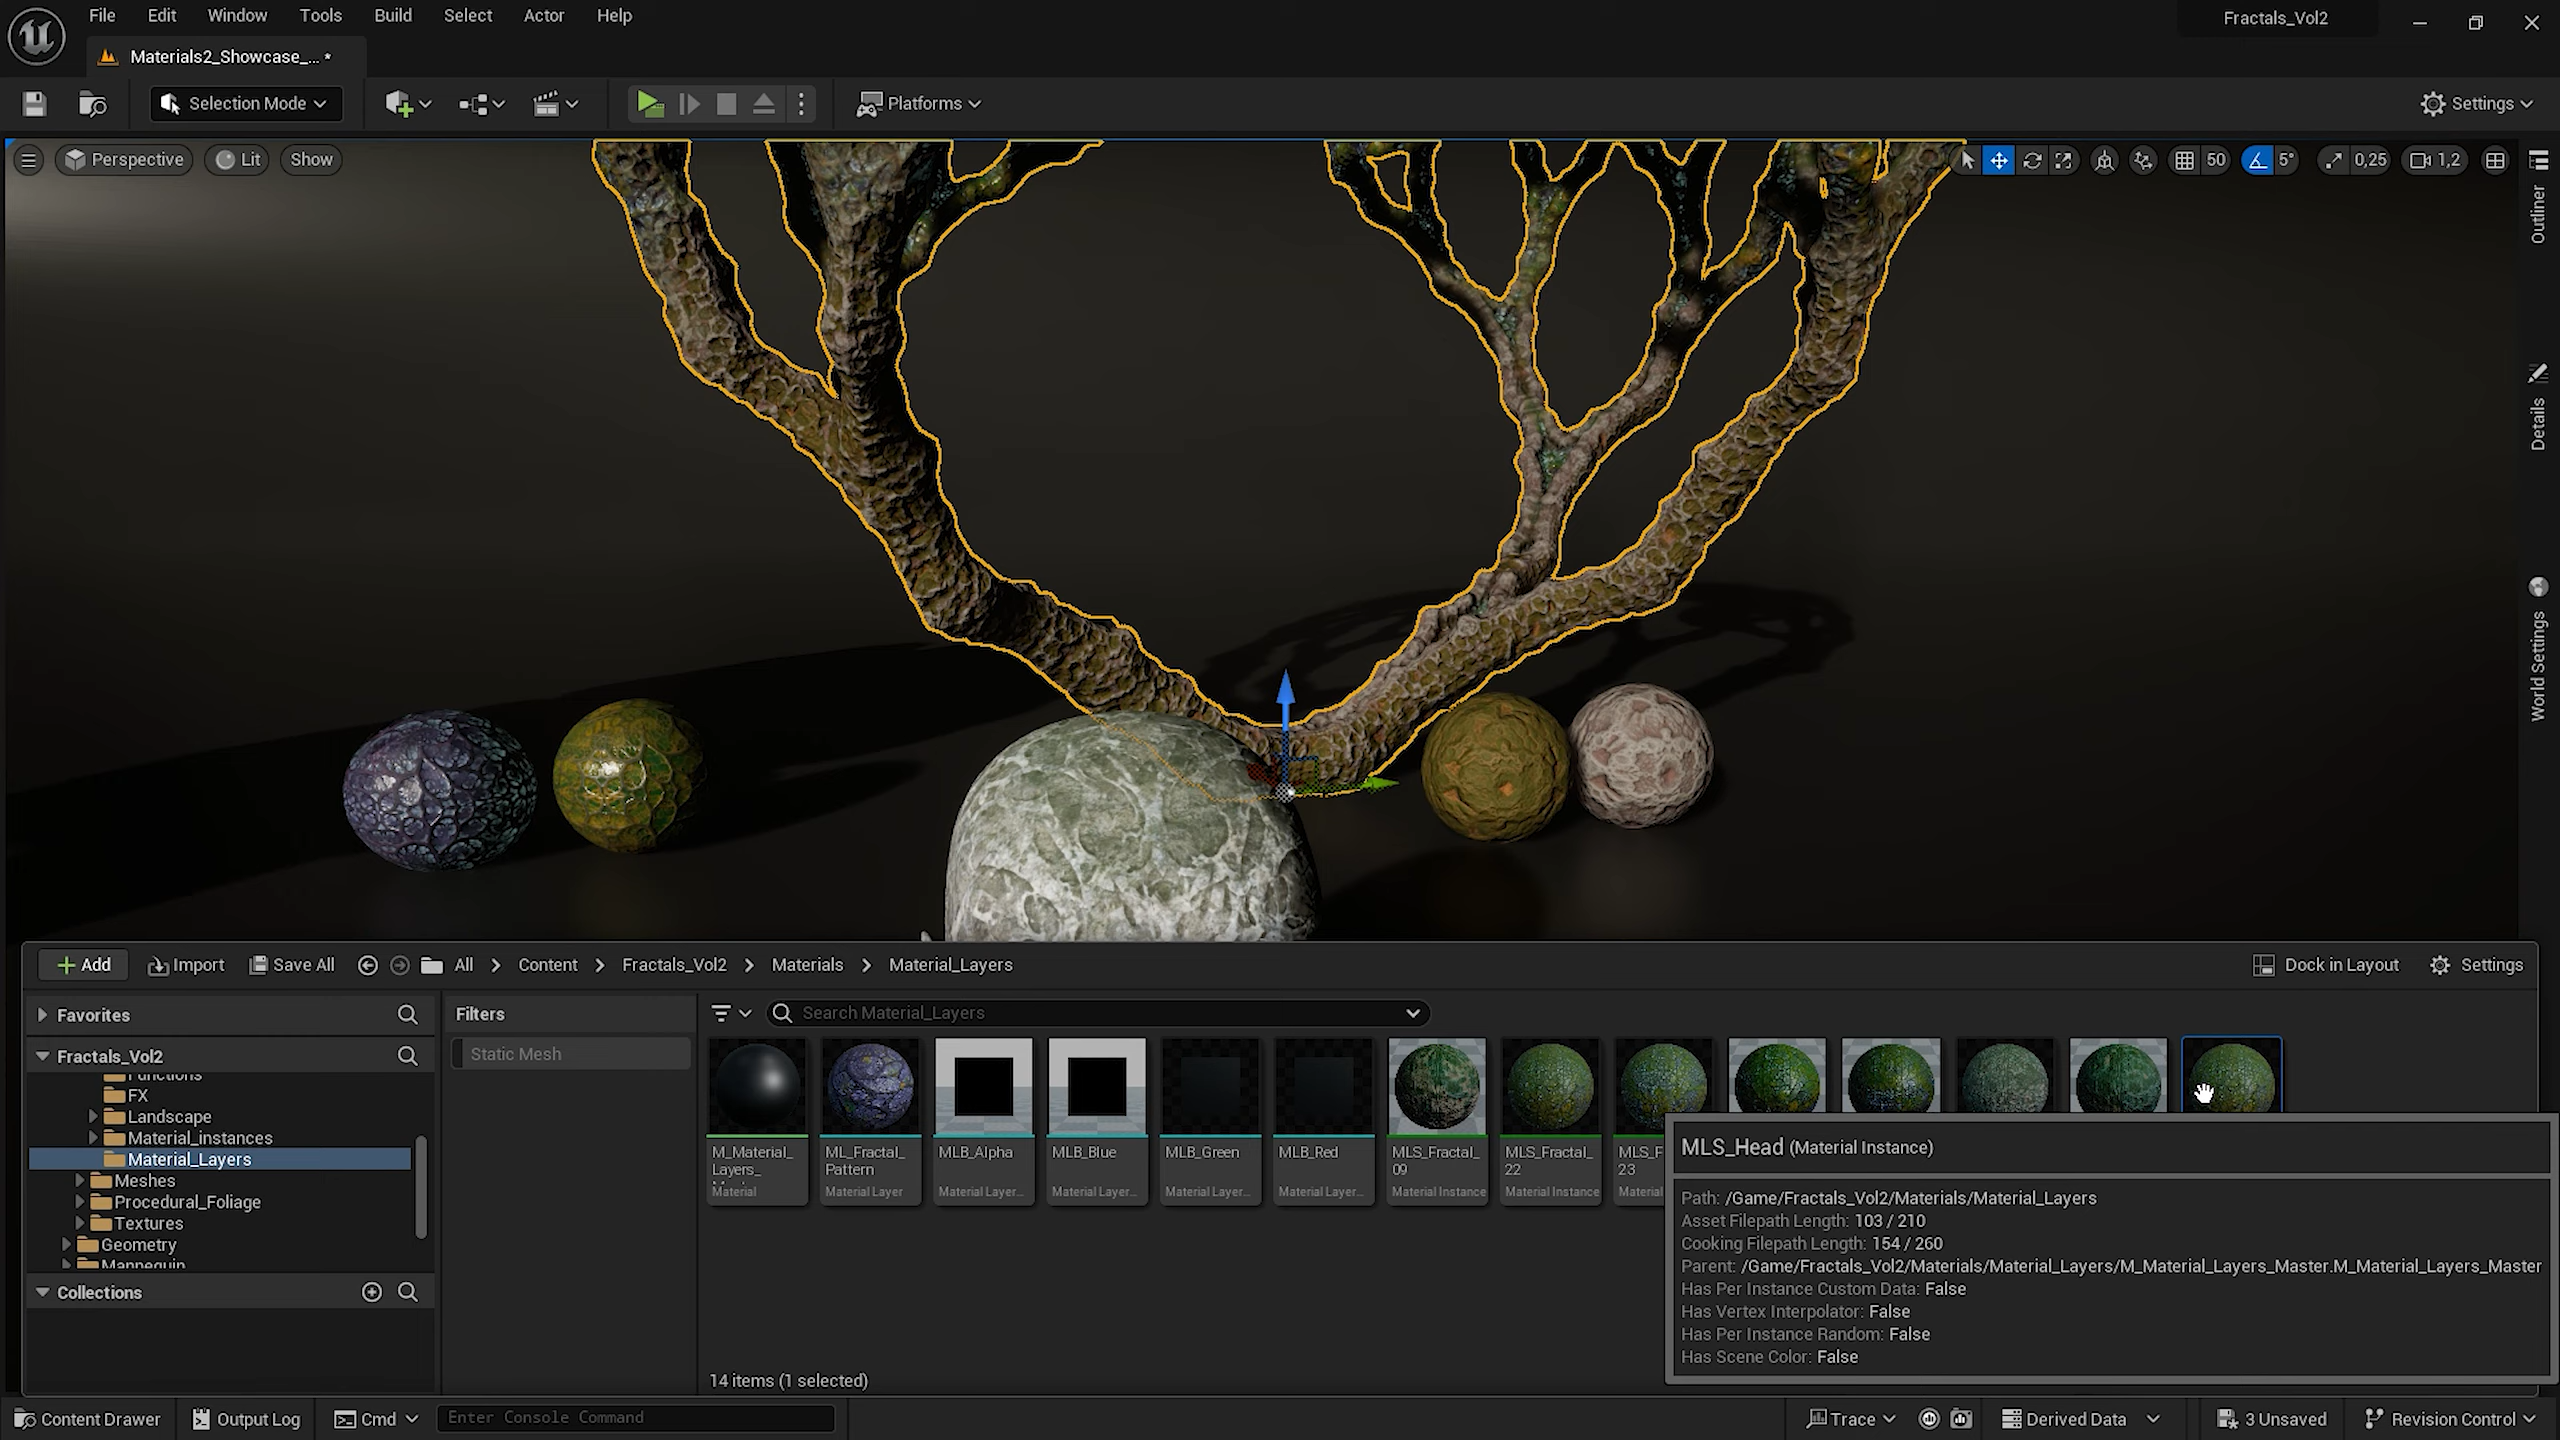 File Edit Window Tools Build Select Actor Help
Fractals_Vol2
Materials2_Showcase_... *
Selection Mode
Platforms
Settings
Perspective Lit Show
50 5° 0,25 1,2
Outliner
Details
World Settings
Add Import Save All All Content Fractals_Vol2 Materials Material_Layers
Dock in Layout Settings
Favorites
Filters
Search Material_Layers
Static Mesh
Fractals_Vol2
Functions
FX
Landscape
Material_instances
Material_Layers
Meshes
Procedural_Foliage
Textures
Geometry
Mannequin
Collections
M_Material_
Layers_
Material
ML_Fractal_
Pattern
Material Layer
MLB_Alpha
Material Layer...
MLB_Blue
Material Layer...
MLB_Green
Material Layer...
MLB_Red
Material Layer...
MLS_Fractal_
09
Material Instance
MLS_Fractal_
22
Material Instance
MLS_F
23
Material
MLS_Head (Material Instance)
Path: /Game/Fractals_Vol2/Materials/Material_Layers
Asset Filepath Length: 103 / 210
Cooking Filepath Length: 154 / 260
Parent: /Game/Fractals_Vol2/Materials/Material_Layers/M_Material_Layers_Master.M_Material_Layers_Master
Has Per Instance Custom Data: False
Has Vertex Interpolator: False
Has Per Instance Random: False
Has Scene Color: False
14 items (1 selected)
Content Drawer Output Log Cmd Enter Console Command
Trace Derived Data 3 Unsaved Revision Control